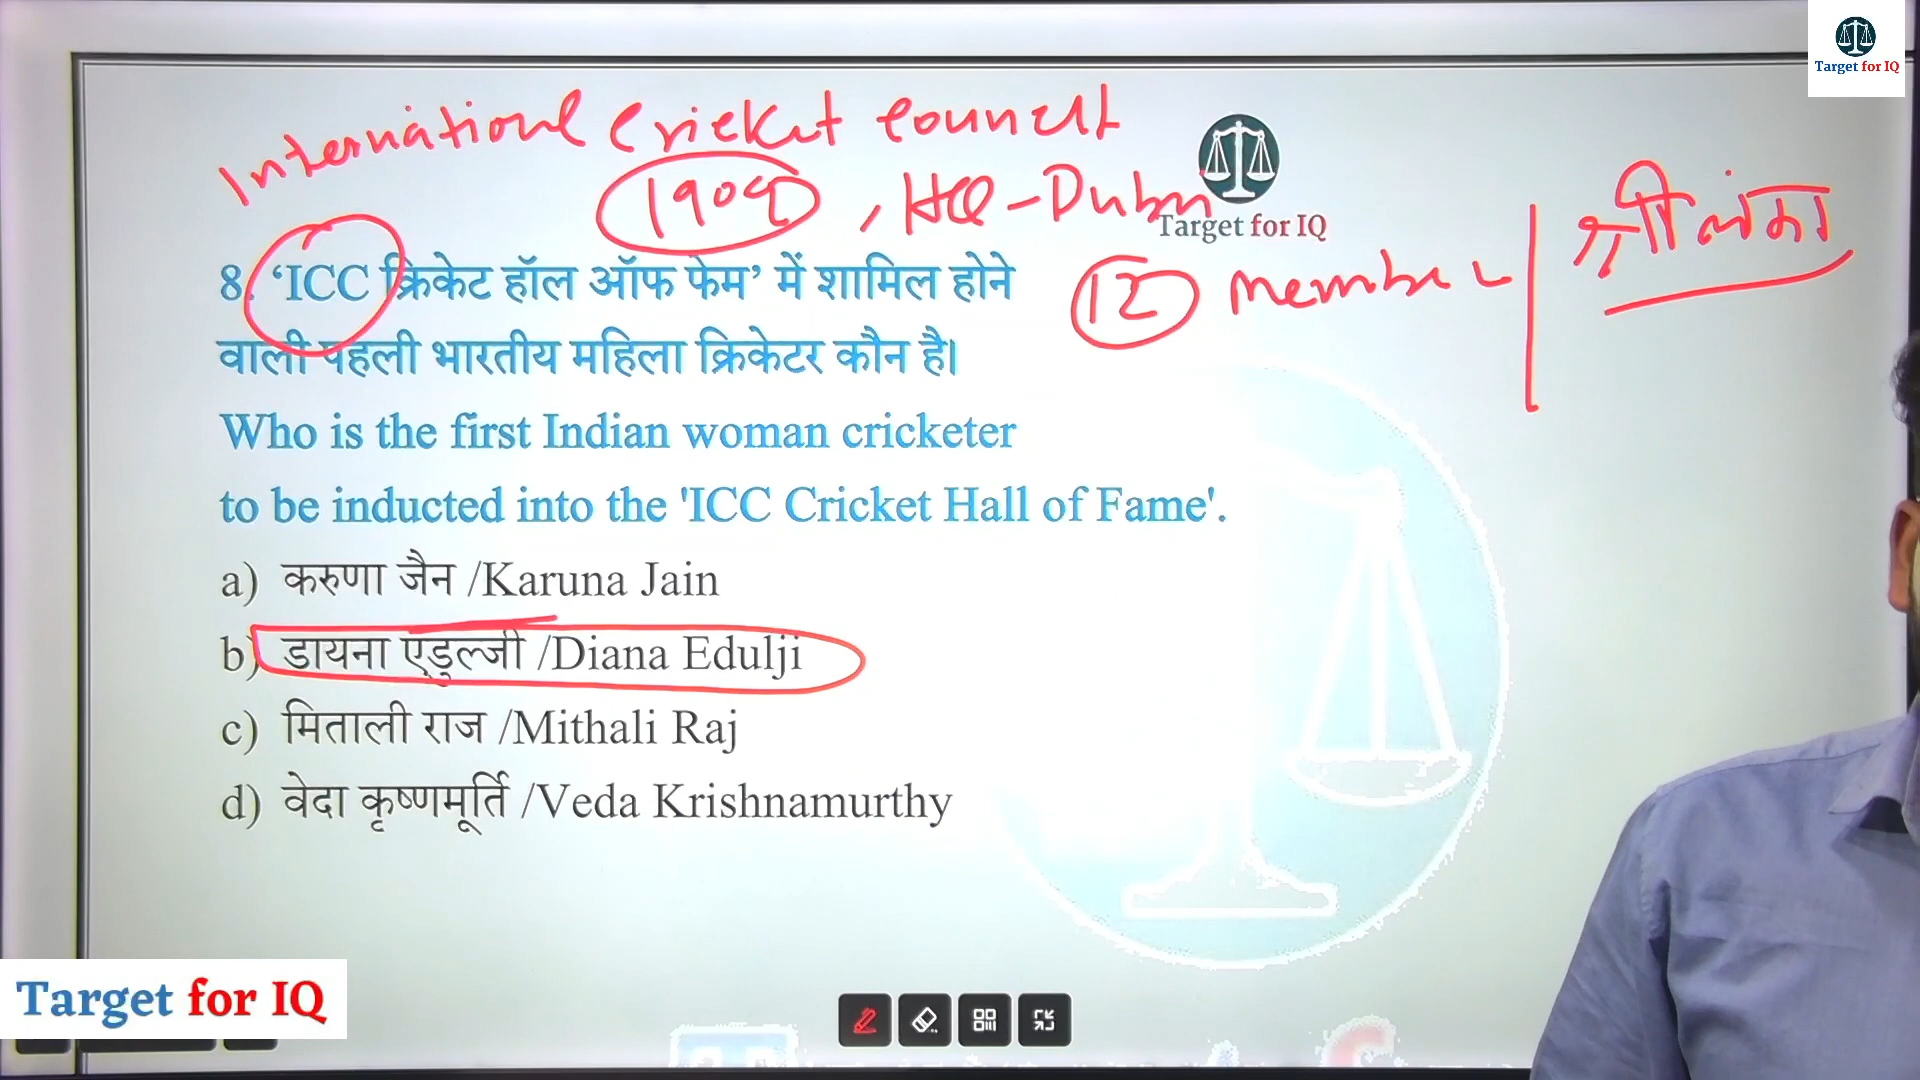 Target for IQ
Internationl Cricket Council
1909, HQ-Dubai
Target for IQ
12 Member | श्रीलंका
8. ‘ICC क्रिकेट हॉल ऑफ फेम’ में शामिल होने
वाली पहली भारतीय महिला क्रिकेटर कौन है।
Who is the first Indian woman cricketer
to be inducted into the 'ICC Cricket Hall of Fame'.
a) करुणा जैन /Karuna Jain
b) डायना एडुल्जी /Diana Edulji
c) मिताली राज /Mithali Raj
d) वेदा कृष्णमूर्ति /Veda Krishnamurthy
Target for IQ